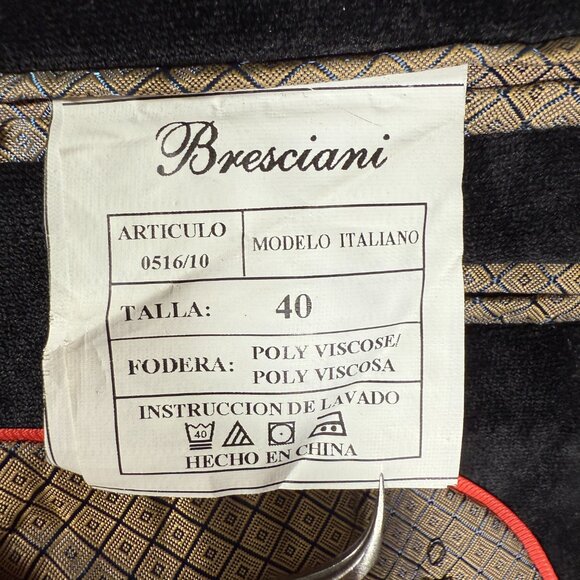 Bresciani
ARTICULO
0516/10
MODELO ITALIANO
TALLA: 40
FODERA: POLY VISCOSE/
POLY VISCOSA
INSTRUCCION DE LAVADO
40
HECHO EN CHINA